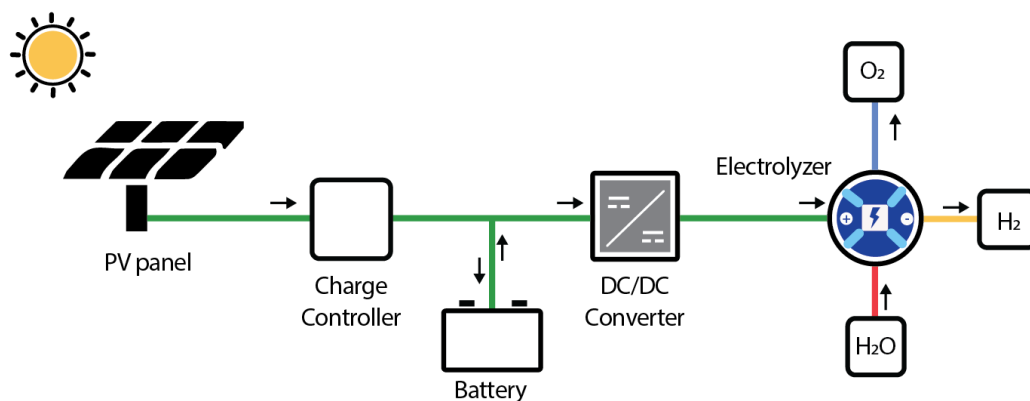 O₂
Electrolyzer
+
-
H₂
PV panel
Charge
Controller
DC/DC
Converter
H₂O
Battery